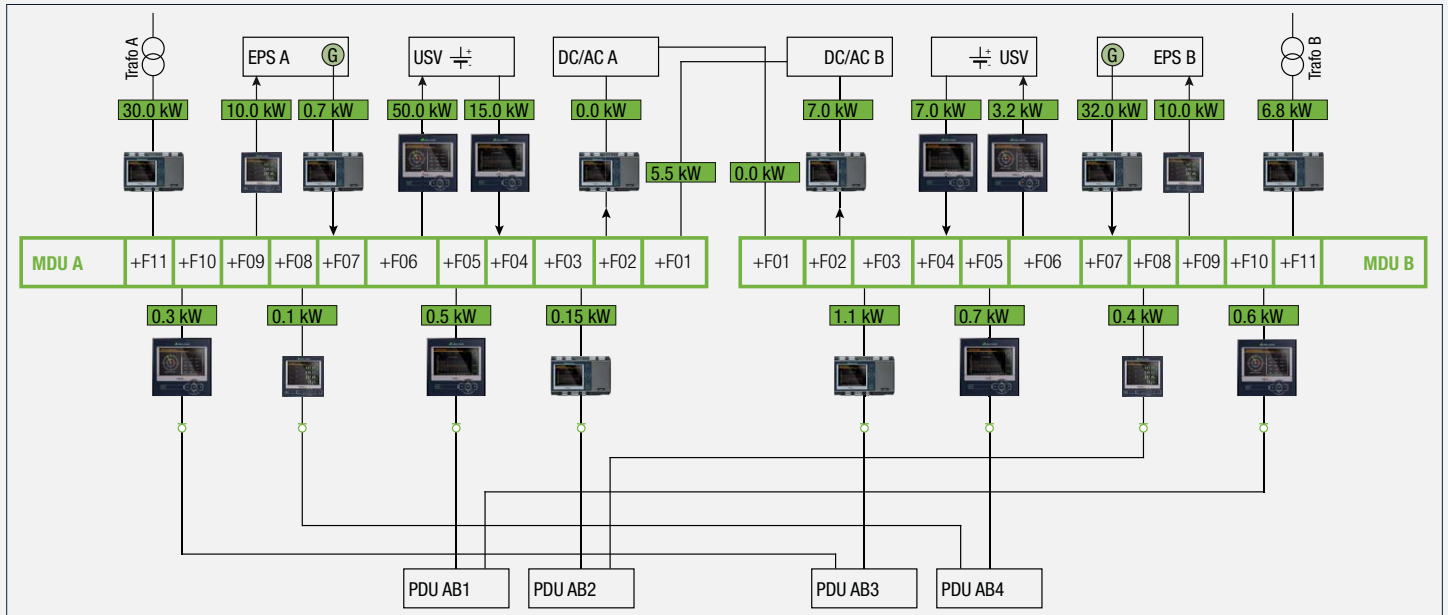 Trafo A
EPS A
G
USV + -
DC/AC A
DC/AC B
+ - USV
G
EPS B
Trafo B
30.0 kW
10.0 kW
0.7 kW
50.0 kW
15.0 kW
0.0 kW
7.0 kW
7.0 kW
3.2 kW
32.0 kW
10.0 kW
6.8 kW
5.5 kW
0.0 kW
MDU A
+F11
+F10
+F09
+F08
+F07
+F06
+F05
+F04
+F03
+F02
+F01
+F01
+F02
+F03
+F04
+F05
+F06
+F07
+F08
+F09
+F10
+F11
MDU B
0.3 kW
0.1 kW
0.5 kW
0.15 kW
1.1 kW
0.7 kW
0.4 kW
0.6 kW
PDU AB1
PDU AB2
PDU AB3
PDU AB4